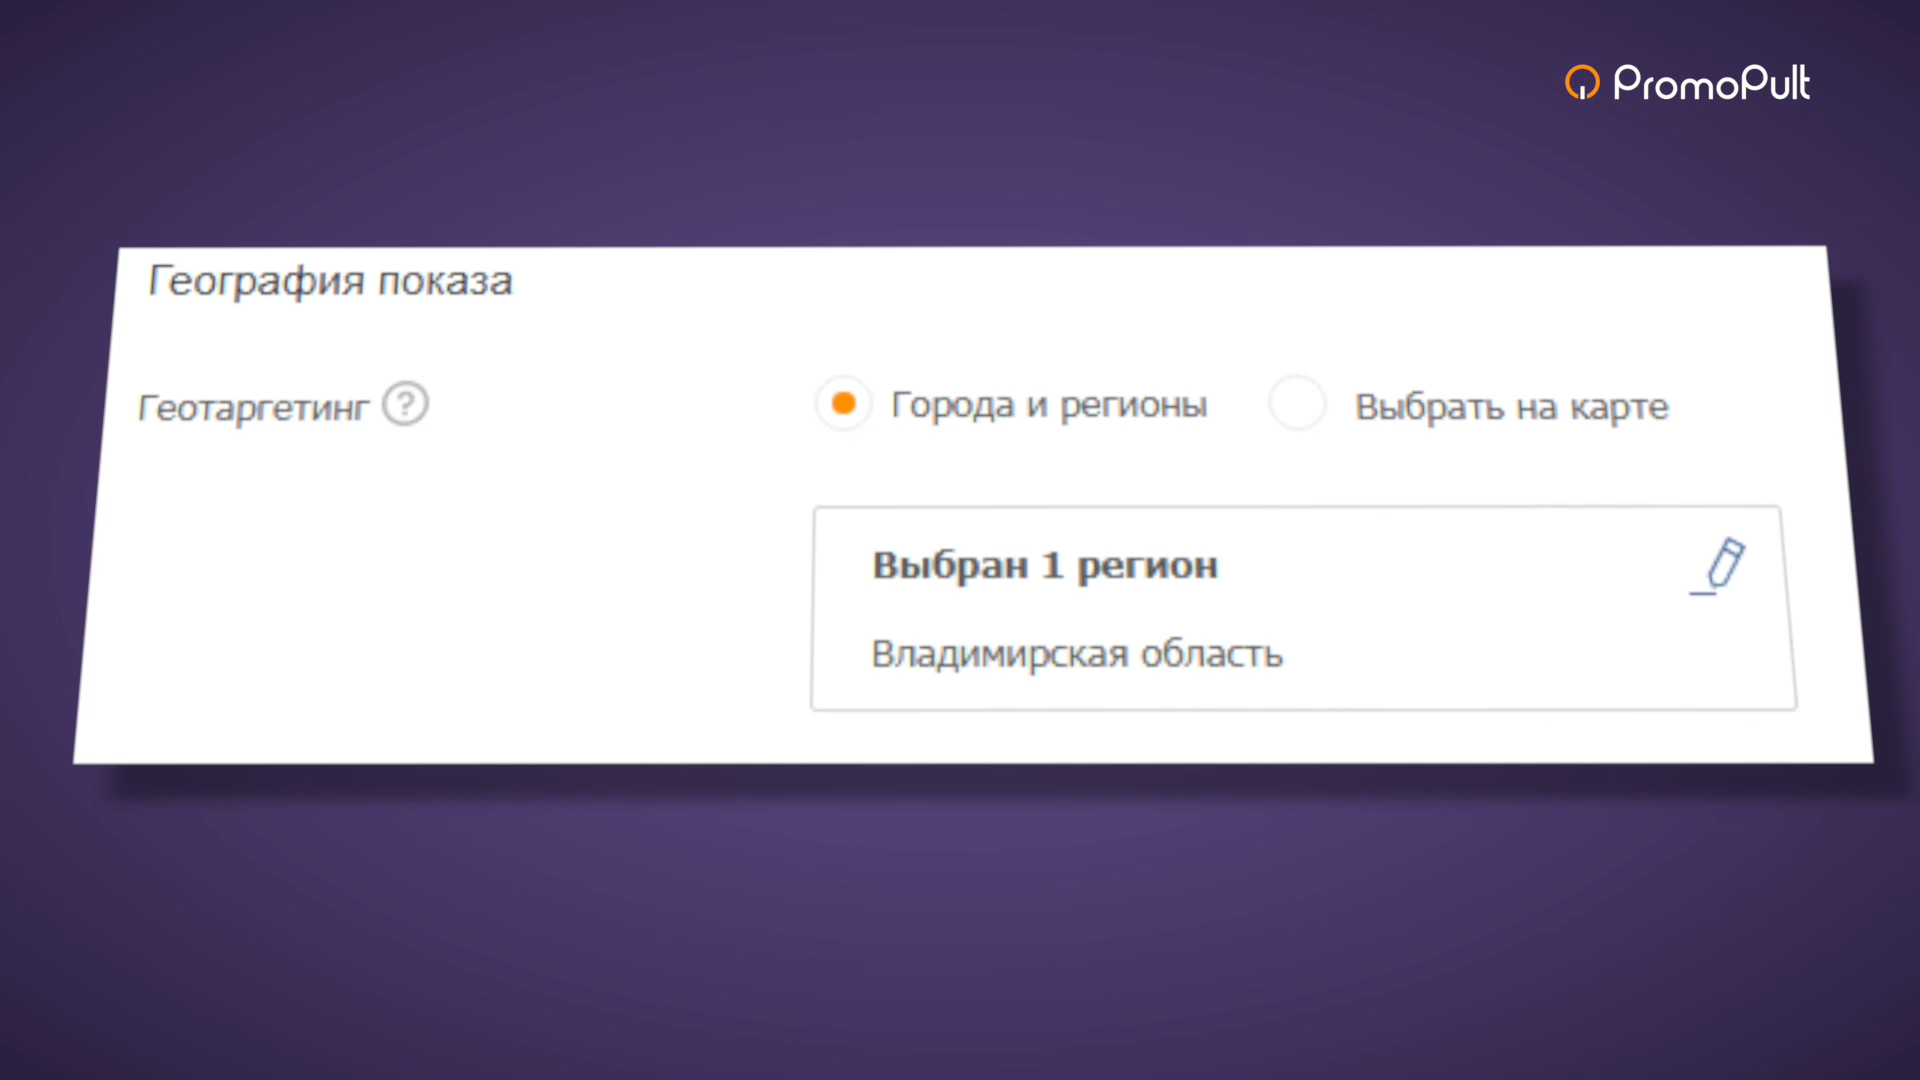 PromoPult
География показа
Геотаргетинг ?
Города и регионы
Выбрать на карте
Выбран 1 регион
Владимирская область